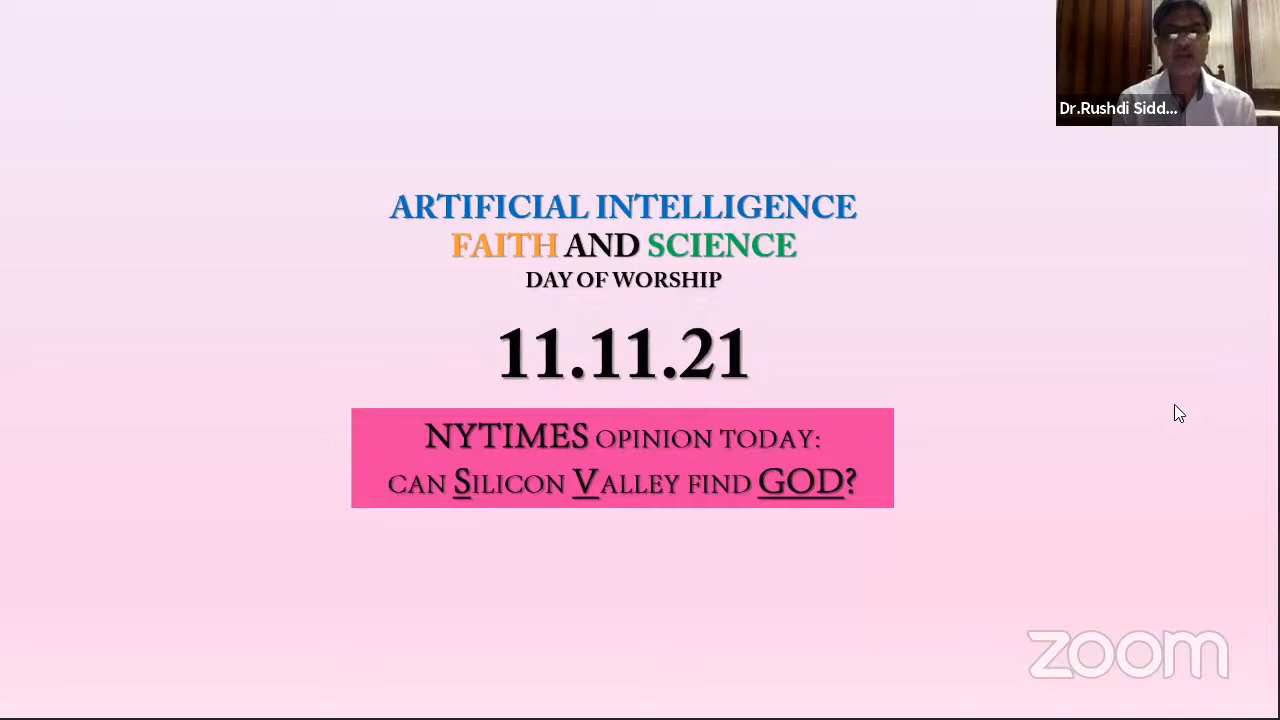 Dr.Rushdi Sidd...
ARTIFICIAL INTELLIGENCE
FAITH AND SCIENCE
DAY OF WORSHIP
11.11.21
NYTIMES OPINION TODAY:
CAN SILICON VALLEY FIND GOD?
zoom